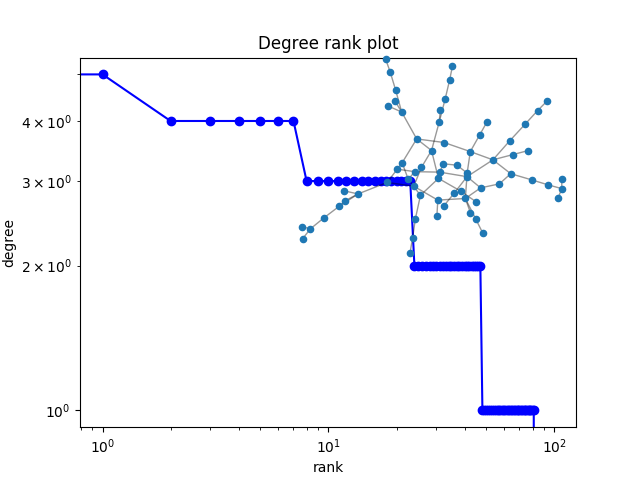 Degree rank plot
degree
4 × 10⁰
3 × 10⁰
2 × 10⁰
10⁰
10⁰ 10¹ 10²
rank